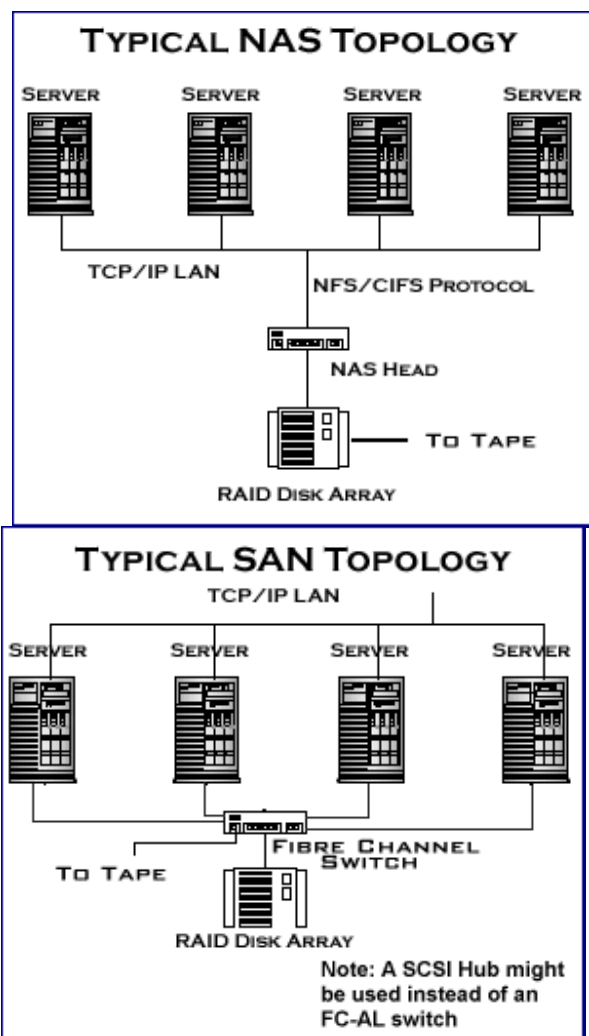 TYPICAL NAS TOPOLOGY
SERVER SERVER SERVER SERVER
TCP/IP LAN
NFS/CIFS PROTOCOL
NAS HEAD
TO TAPE
RAID DISK ARRAY
TYPICAL SAN TOPOLOGY
TCP/IP LAN
SERVER SERVER SERVER SERVER
FIBRE CHANNEL
SWITCH
TO TAPE
RAID DISK ARRAY
Note: A SCSI Hub might
be used instead of an
FC-AL switch